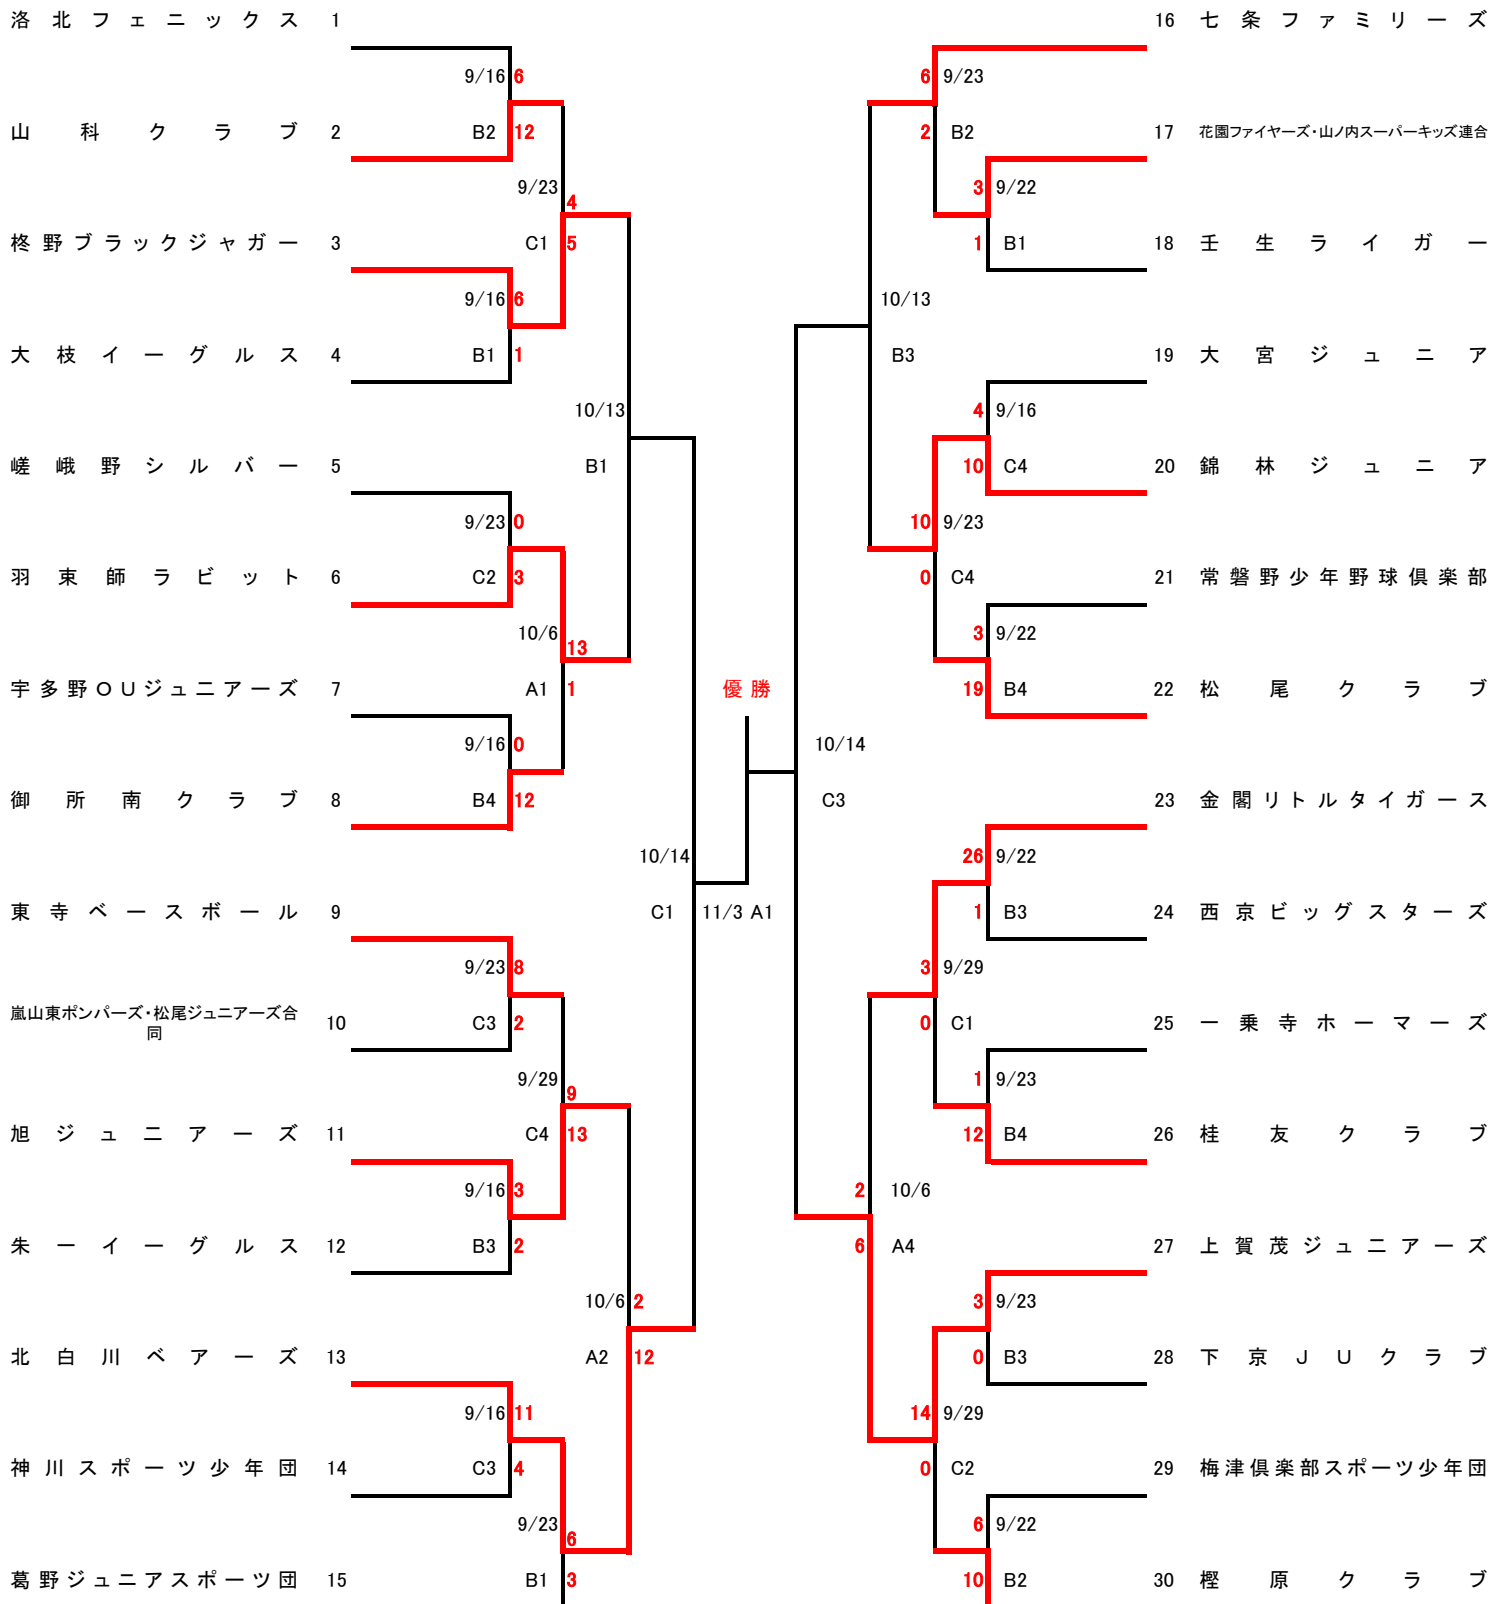 洛北フェニックス 1
9/16 6
山科クラブ 2 B2 12
9/23 4
柊野ブラックジャガー 3 C1 5
9/16 6
大枝イーグルス 4 B1 1
10/13
嵯峨野シルバー 5 B1
9/23 0
羽束師ラビット 6 C2 3
10/6 13
宇多野OUジュニアーズ 7 A1 1
9/16 0
御所南クラブ 8 B4 12
10/14
東寺ベースボール 9 C1
9/23 8
嵐山東ポンパーズ・松尾ジュニアーズ合
同
10 C3 2
9/29 9
旭ジュニアーズ 11 C4 13
9/16 3
朱一イーグルス 12 B3 2
10/6 2
北白川ベアーズ 13 A2 12
9/16 11
神川スポーツ少年団 14 C3 4
9/23 6
葛野ジュニアスポーツ団 15 B1 3
優勝
11/3 A1
16 七条ファミリーズ
6 9/23
2 B2 17 花園ファイヤーズ・山ノ内スーパーキッズ連合
3 9/22
1 B1 18 壬生ライガー
10/13
B3 19 大宮ジュニア
4 9/16
10 C4 20 錦林ジュニア
10 9/23
0 C4 21 常磐野少年野球倶楽部
3 9/22
19 B4 22 松尾クラブ
10/14
C3 23 金閣リトルタイガース
26 9/22
1 B3 24 西京ビッグスターズ
3 9/29
0 C1 25 一乗寺ホーマーズ
1 9/23
12 B4 26 桂友クラブ
2 10/6
6 A4 27 上賀茂ジュニアーズ
3 9/23
0 B3 28 下京JUクラブ
14 9/29
0 C2 29 梅津倶楽部スポーツ少年団
6 9/22
10 B2 30 樫原クラブ